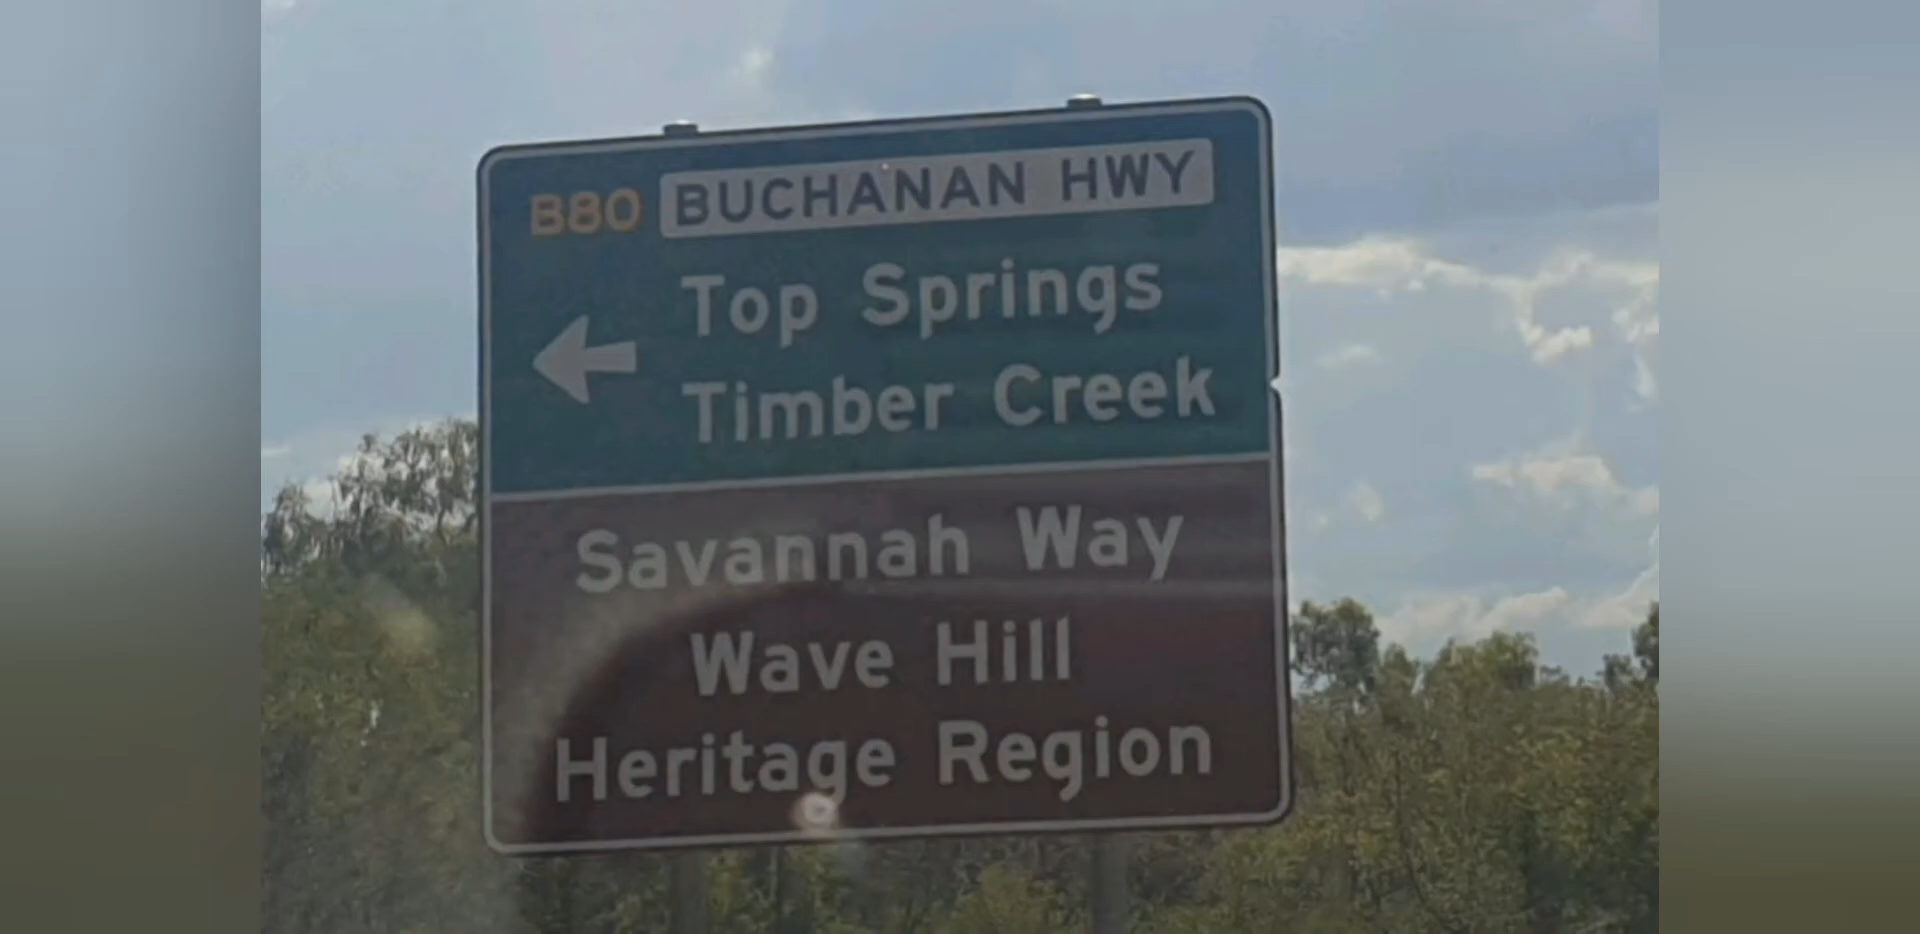 B80 BUCHANAN HWY
Top Springs
Timber Creek
Savannah Way
Wave Hill
Heritage Region